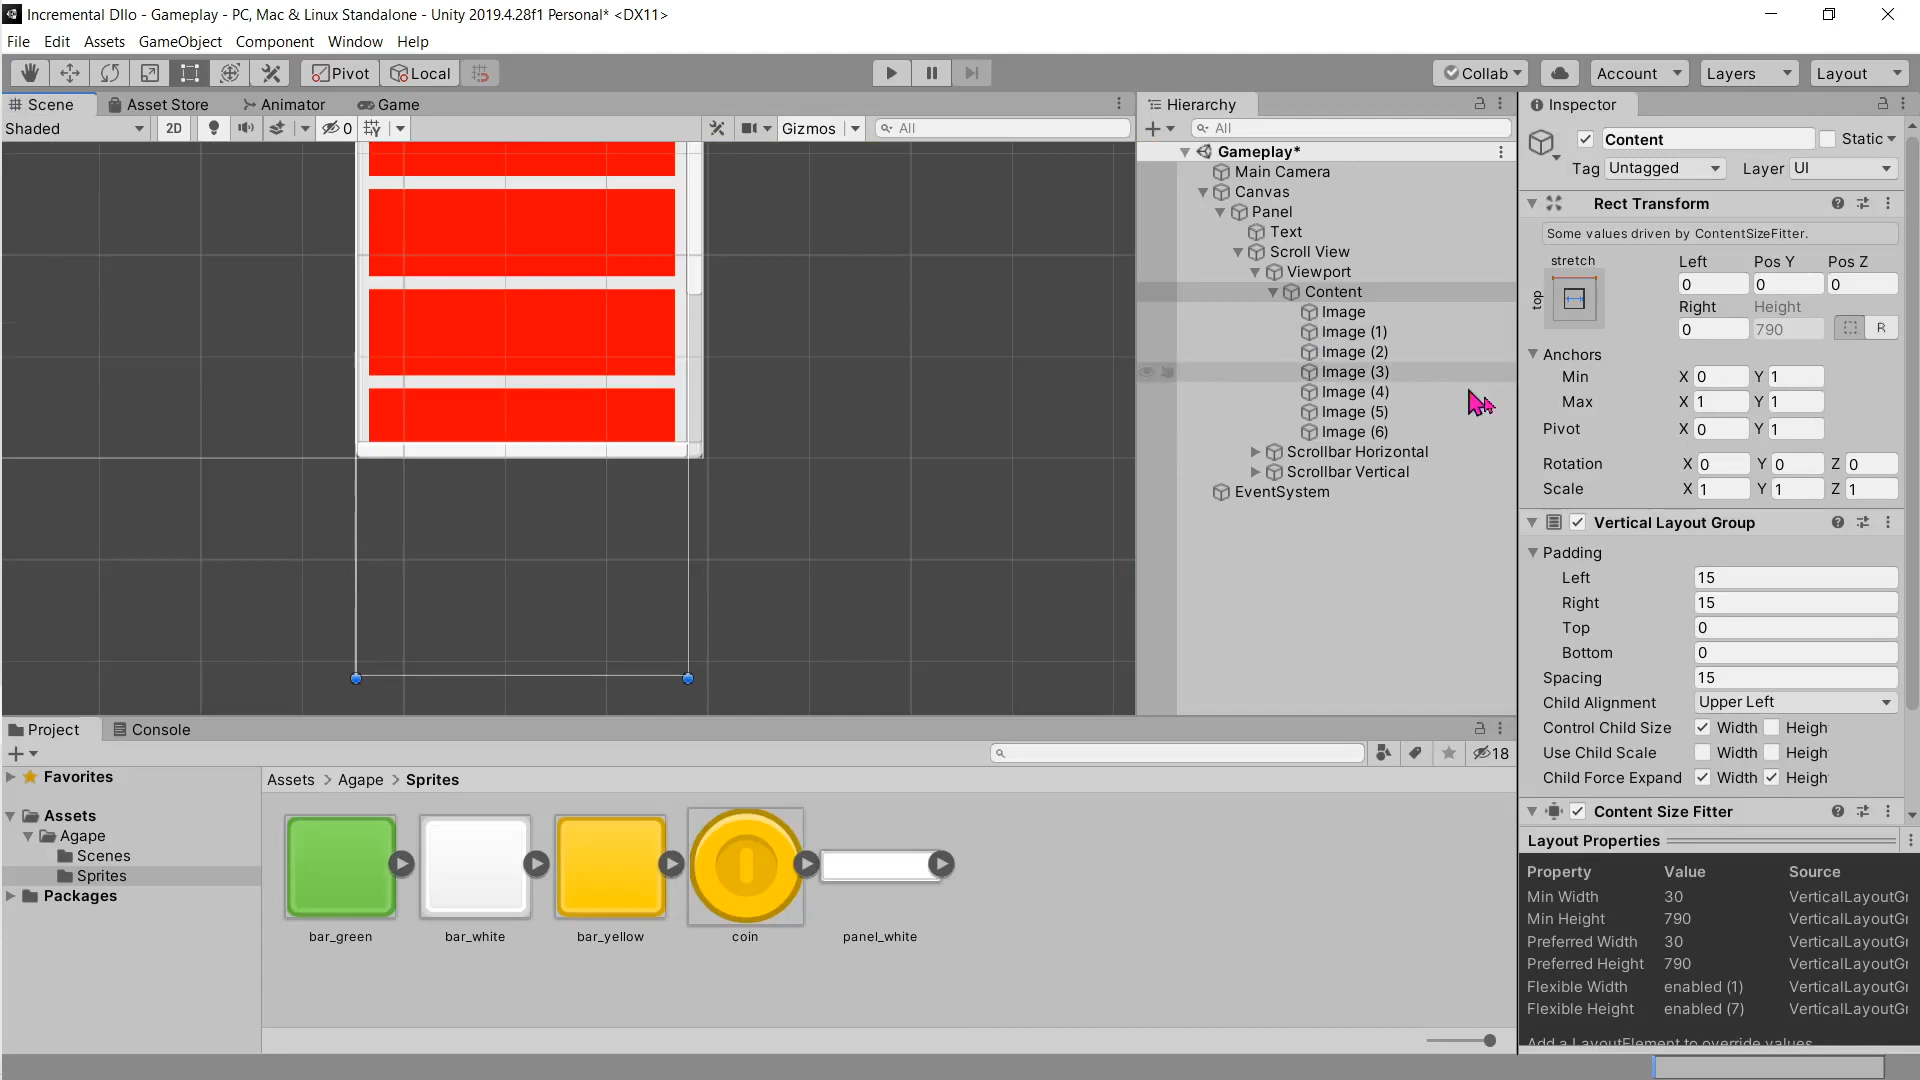 Incremental Dllo - Gameplay - PC, Mac & Linux Standalone - Unity 2019.4.28f1 Personal* <DX11>
File Edit Assets GameObject Component Window Help
Pivot Local Collab Account Layers Layout
Scene Asset Store Animator Game
Shaded 2D 0 Gizmos All
Hierarchy
All
Gameplay*
Main Camera
Canvas
Panel
Text
Scroll View
Viewport
Content
Image
Image (1)
Image (2)
Image (3)
Image (4)
Image (5)
Image (6)
Scrollbar Horizontal
Scrollbar Vertical
EventSystem
Inspector
Content Static
Tag Untagged Layer UI
Rect Transform
Some values driven by ContentSizeFitter.
stretch Left Pos Y Pos Z
top 0 0 0
Right Height
0 790 R
Anchors
Min X 0 Y 1
Max X 1 Y 1
Pivot X 0 Y 1
Rotation X 0 Y 0 Z 0
Scale X 1 Y 1 Z 1
Vertical Layout Group
Padding
Left 15
Right 15
Top 0
Bottom 0
Spacing 15
Child Alignment Upper Left
Control Child Size Width Heigh
Use Child Scale Width Heigh
Child Force Expand Width Heigh
Content Size Fitter
Layout Properties
Property Value Source
Min Width 30 VerticalLayoutGr
Min Height 790 VerticalLayoutGr
Preferred Width 30 VerticalLayoutGr
Preferred Height 790 VerticalLayoutGr
Flexible Width enabled (1) VerticalLayoutGr
Flexible Height enabled (7) VerticalLayoutGr
Add a LayoutElement to override values
Project Console
18
Favorites
Assets
Agape
Scenes
Sprites
Packages
Assets > Agape > Sprites
bar_green bar_white bar_yellow coin panel_white